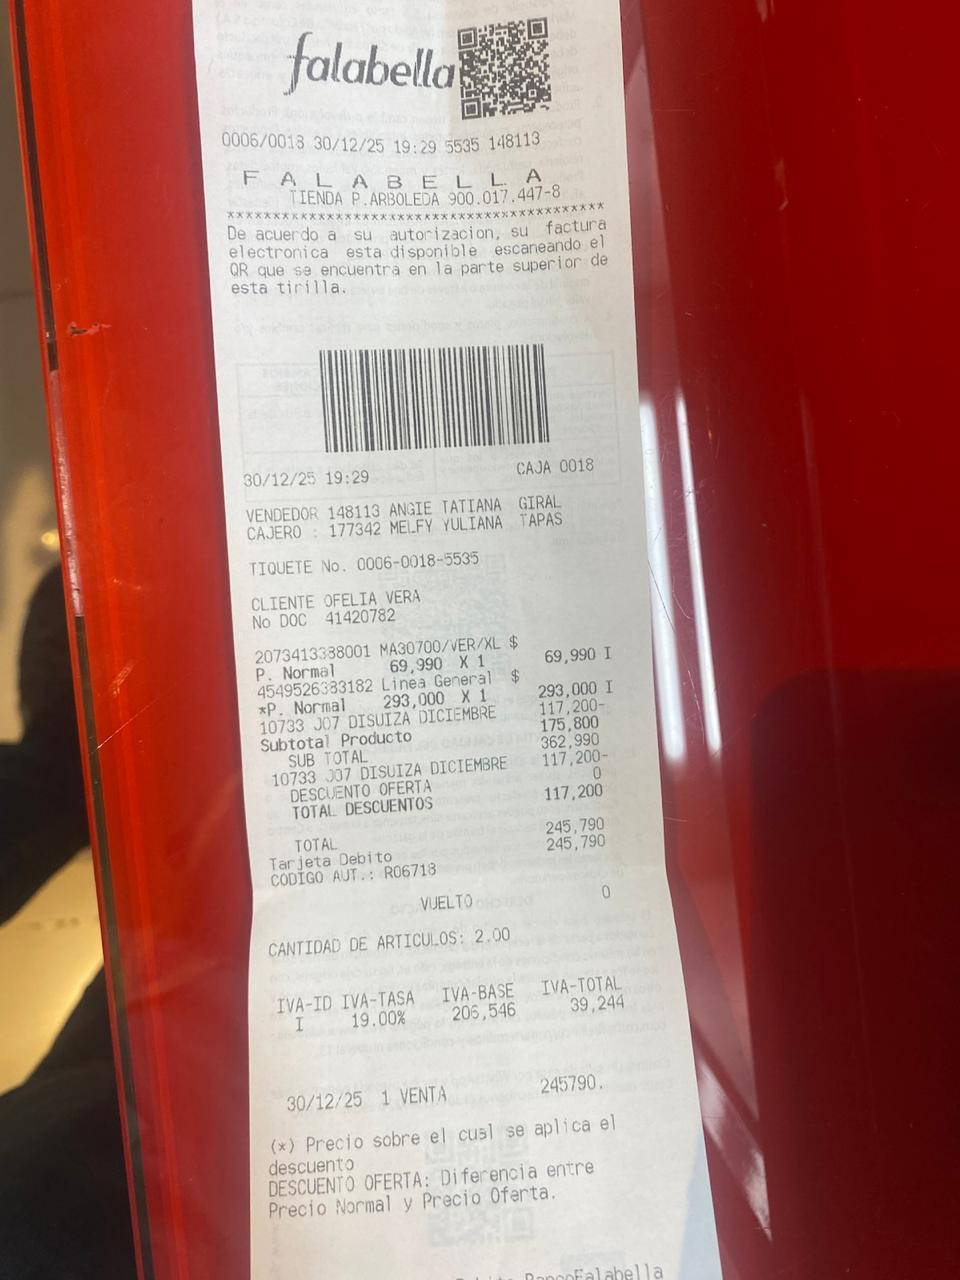 falabella
0006/0018 30/12/25 19:29 5535 148113
F A L A B E L L A
TIENDA P.ARBOLEDA 900.017.447-8
******************************************
De acuerdo a su autorizacion, su factura
electronica esta disponible escaneando el
QR que se encuentra en la parte superior de
esta tirilla.
30/12/25 19:29 CAJA 0018
VENDEDOR 148113 ANGIE TATIANA GIRAL
CAJERO : 177342 MELFY YULIANA TAPAS
TIQUETE No. 0006-0018-5535
CLIENTE OFELIA VERA
No DOC 41420782
2073413388001 MA30700/VER/XL $
P. Normal 69,990 X 1 69,990 I
4549526383182 Linea General $
*P. Normal 293,000 X 1 293,000 I
10733 J07 DISUIZA DICIEMBRE 117,200-
Subtotal Producto 175,800
SUB TOTAL 362,990
10733 J07 DISUIZA DICIEMBRE 117,200-
DESCUENTO OFERTA 0
TOTAL DESCUENTOS 117,200
TOTAL 245,790
Tarjeta Debito 245,790
CODIGO AUT.: R06718
VUELTO 0
CANTIDAD DE ARTICULOS: 2.00
IVA-ID IVA-TASA IVA-BASE IVA-TOTAL
I 19.00% 206,546 39,244
30/12/25 1 VENTA 245790.
(*) Precio sobre el cual se aplica el
descuento
DESCUENTO OFERTA: Diferencia entre
Precio Normal y Precio Oferta.
BancoFalabella